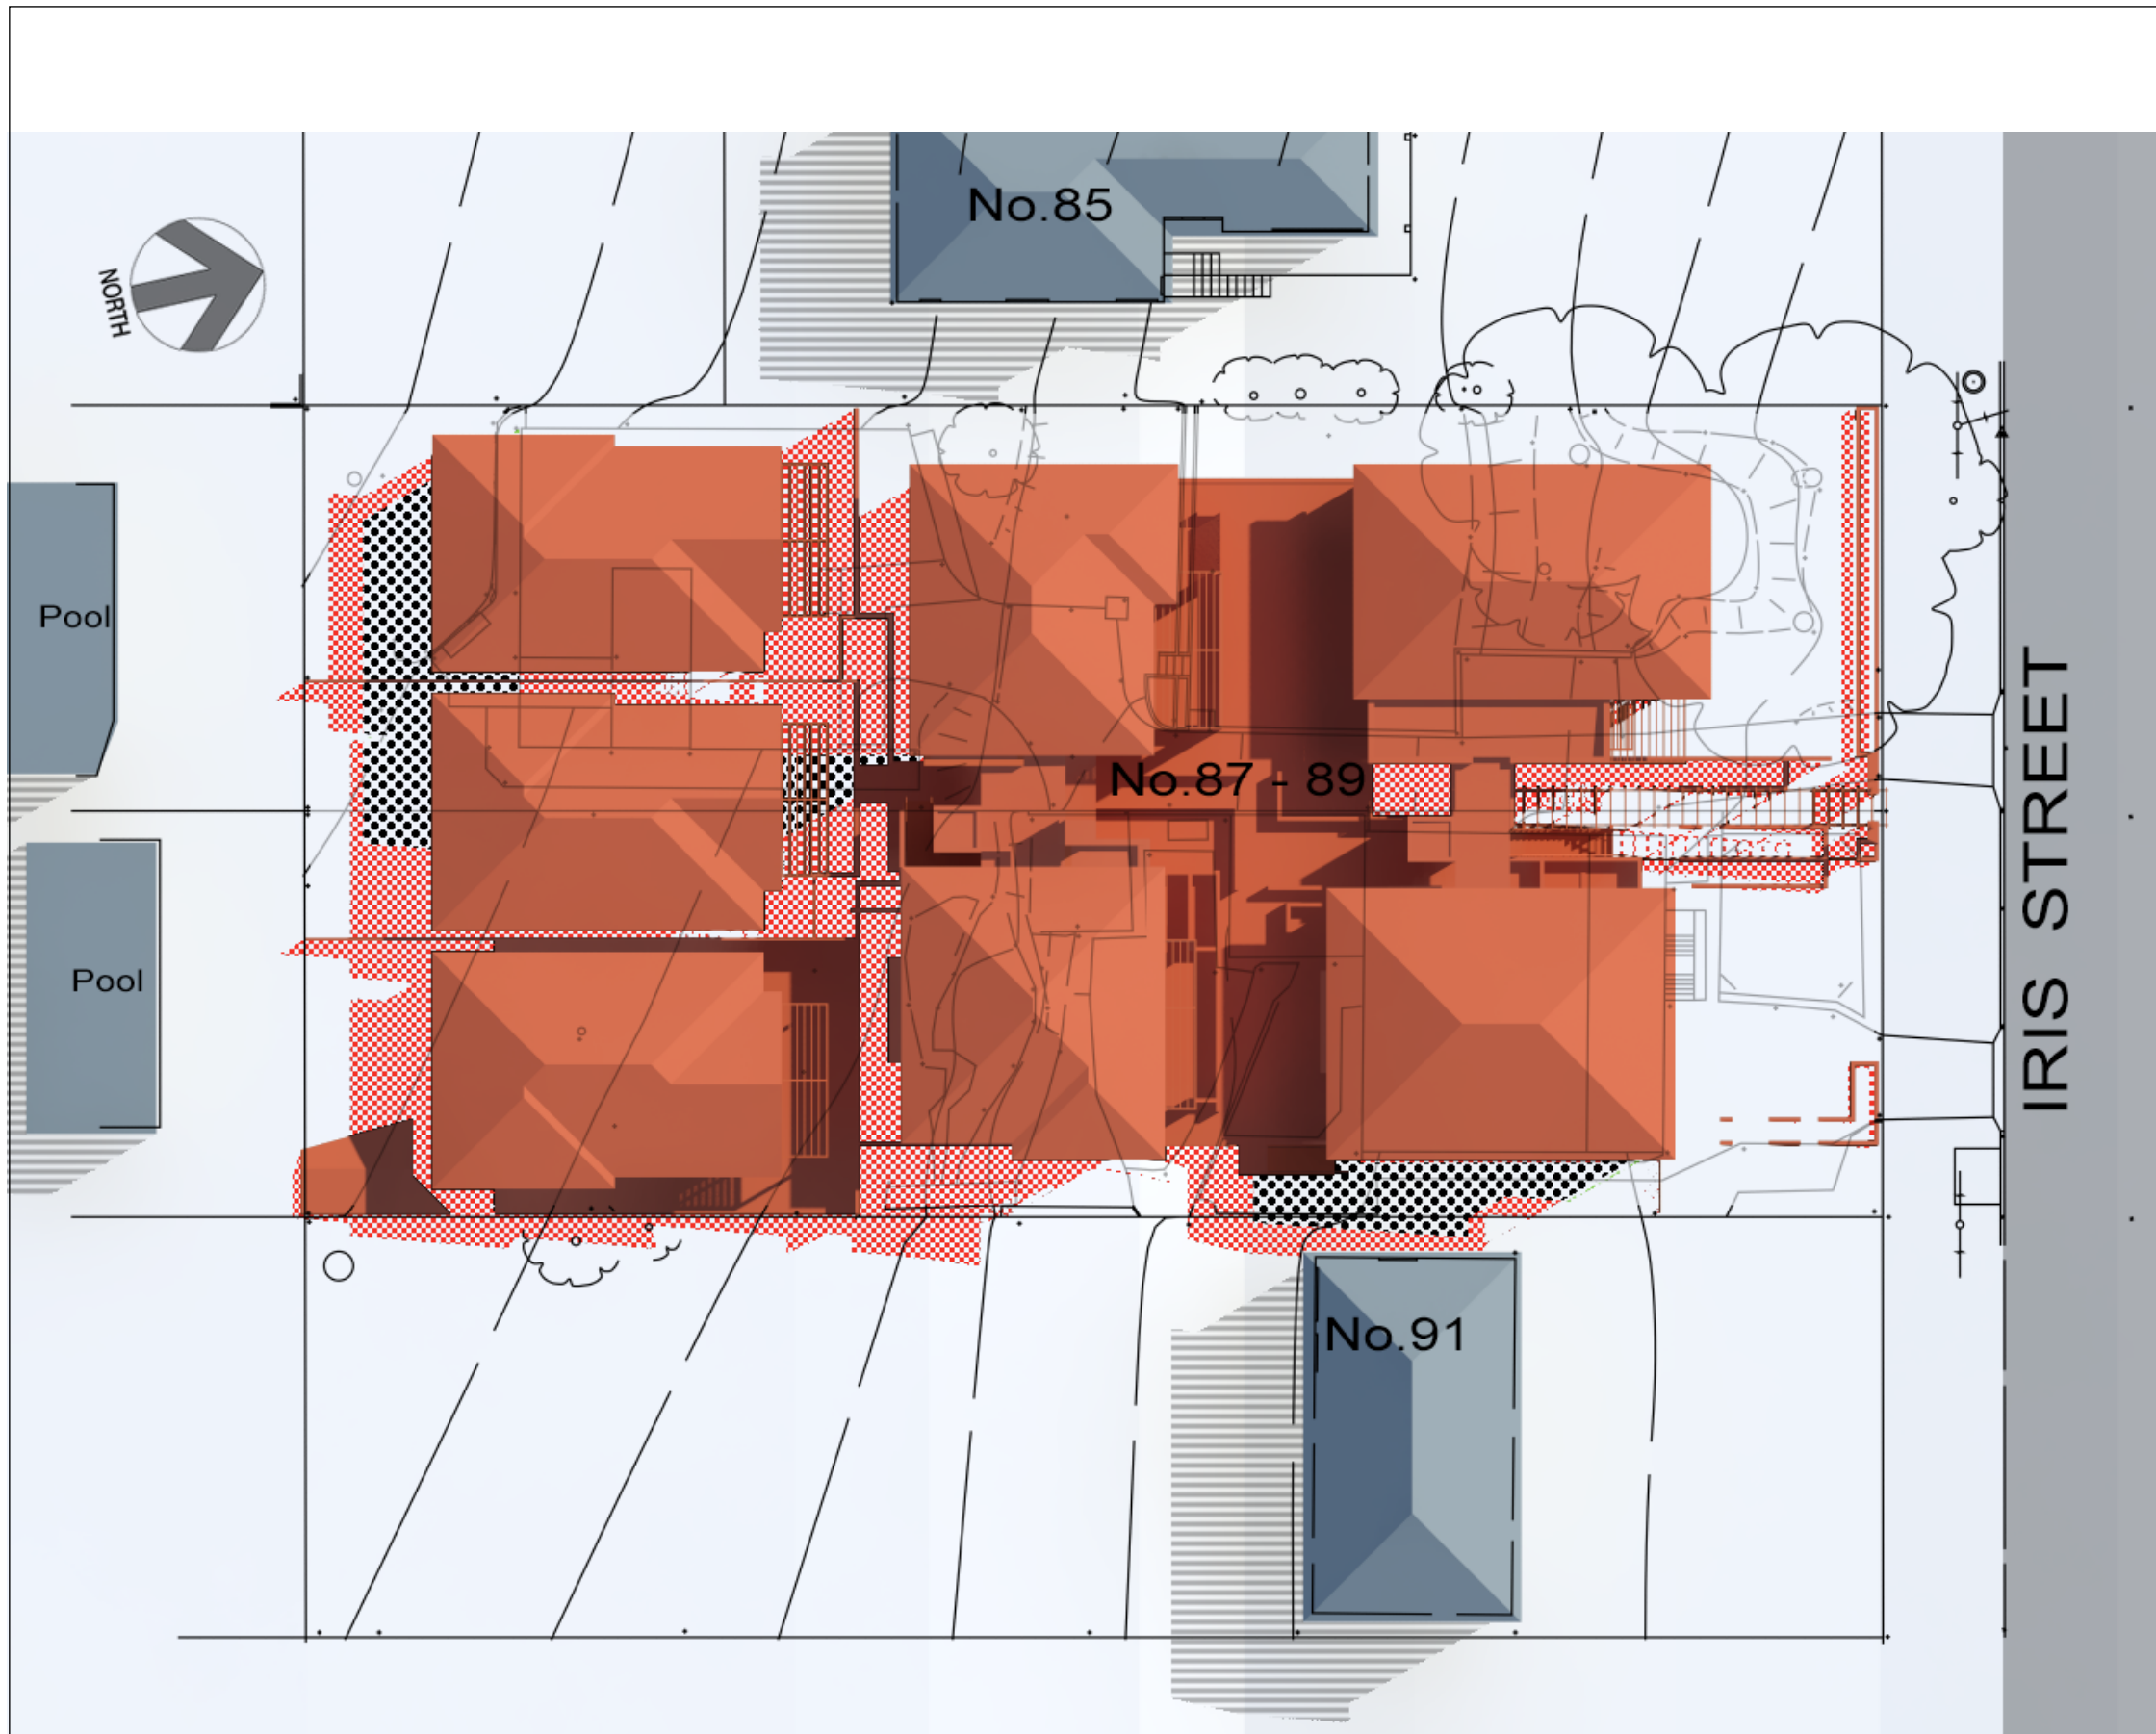 No.85
NORTH
Pool
No.87 - 89
IRIS STREET
Pool
No.91